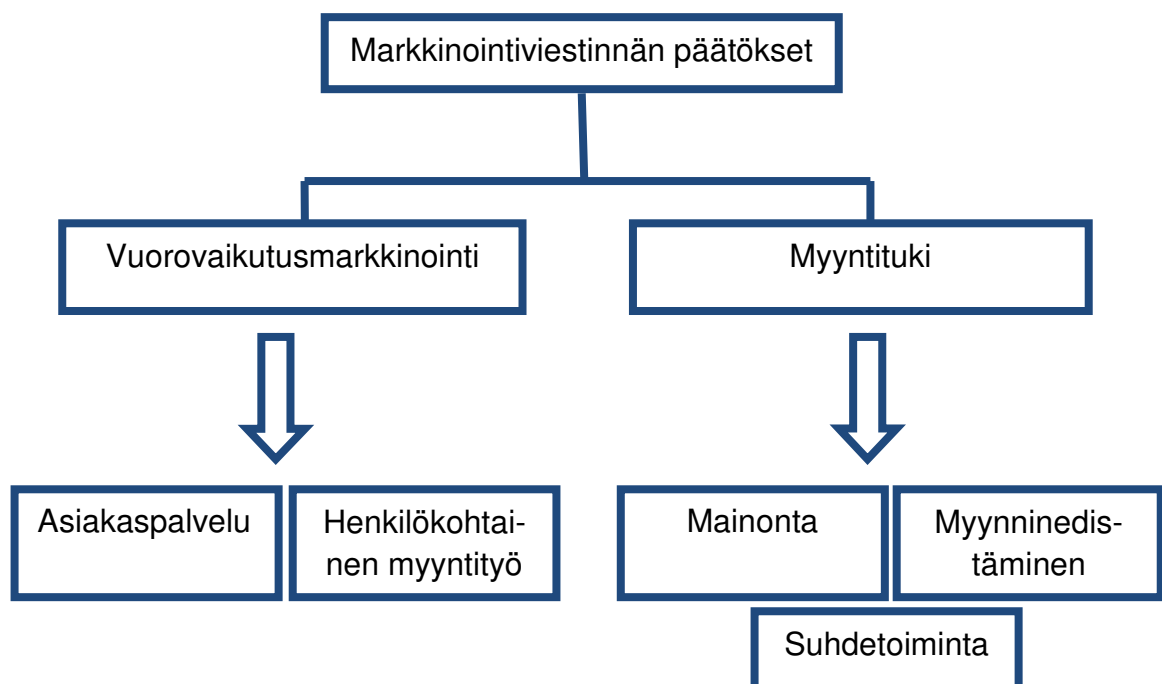 Markkinointiviestinnän päätökset
Vuorovaikutusmarkkinointi
Myyntituki
Asiakaspalvelu
Henkilökohtai-
nen myyntityö
Mainonta
Myynninedis-
täminen
Suhdetoiminta